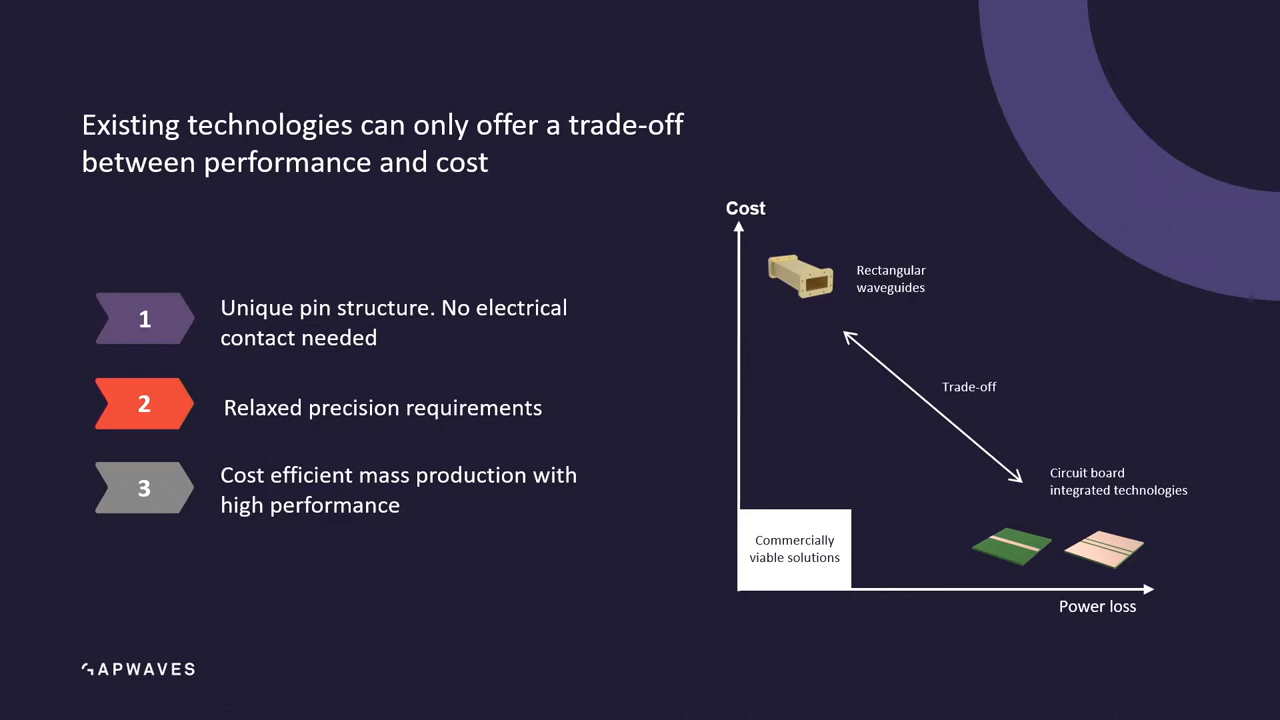 Existing technologies can only offer a trade-off
between performance and cost
1
Unique pin structure. No electrical
contact needed
2
Relaxed precision requirements
3
Cost efficient mass production with
high performance
Cost
Rectangular
waveguides
Trade-off
Circuit board
integrated technologies
Commercially
viable solutions
Power loss
GAPWAVES